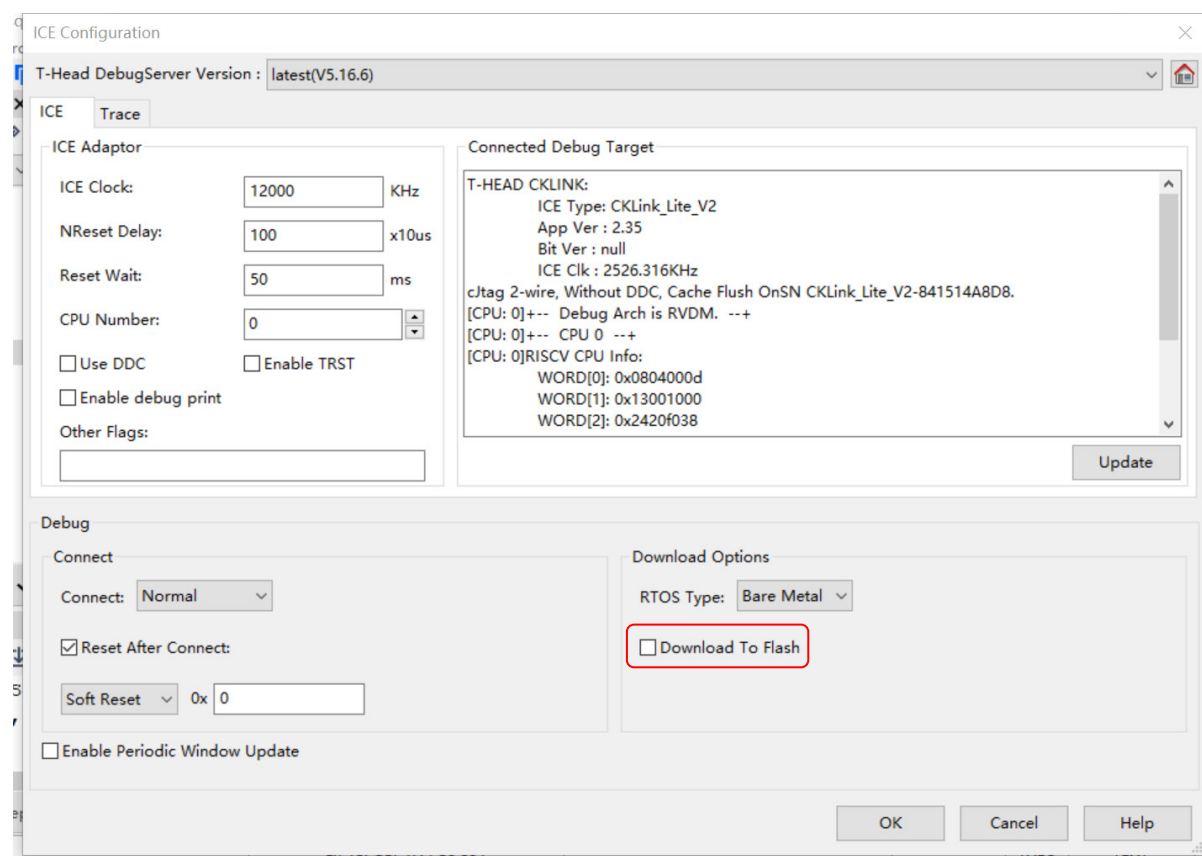 ICE Configuration
T-Head DebugServer Version : latest(V5.16.6)
ICE Trace
ICE Adaptor
ICE Clock: 12000 KHz
NReset Delay: 100 x10us
Reset Wait: 50 ms
CPU Number: 0
Use DDC Enable TRST
Enable debug print
Other Flags:
Connected Debug Target
T-HEAD CKLINK:
ICE Type: CKLink_Lite_V2
App Ver : 2.35
Bit Ver : null
ICE Clk : 2526.316KHz
cJtag 2-wire, Without DDC, Cache Flush OnSN CKLink_Lite_V2-841514A8D8.
[CPU: 0]+-- Debug Arch is RVDM. --+
[CPU: 0]+-- CPU 0 --+
[CPU: 0]RISCV CPU Info:
WORD[0]: 0x0804000d
WORD[1]: 0x13001000
WORD[2]: 0x2420f038
Update
Debug
Connect
Connect: Normal
Reset After Connect:
Soft Reset 0x 0
Download Options
RTOS Type: Bare Metal
Download To Flash
Enable Periodic Window Update
OK Cancel Help